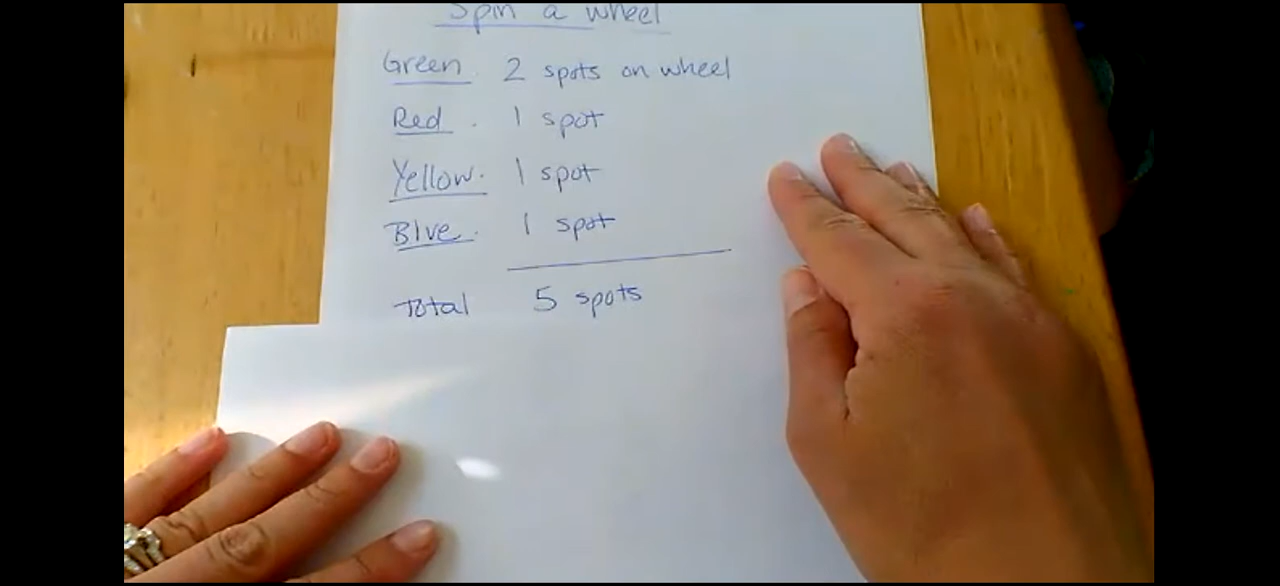 Spin a wheel
Green. 2 spots on wheel
Red. 1 spot
Yellow. 1 spot
Blue. 1 spot
Total 5 spots